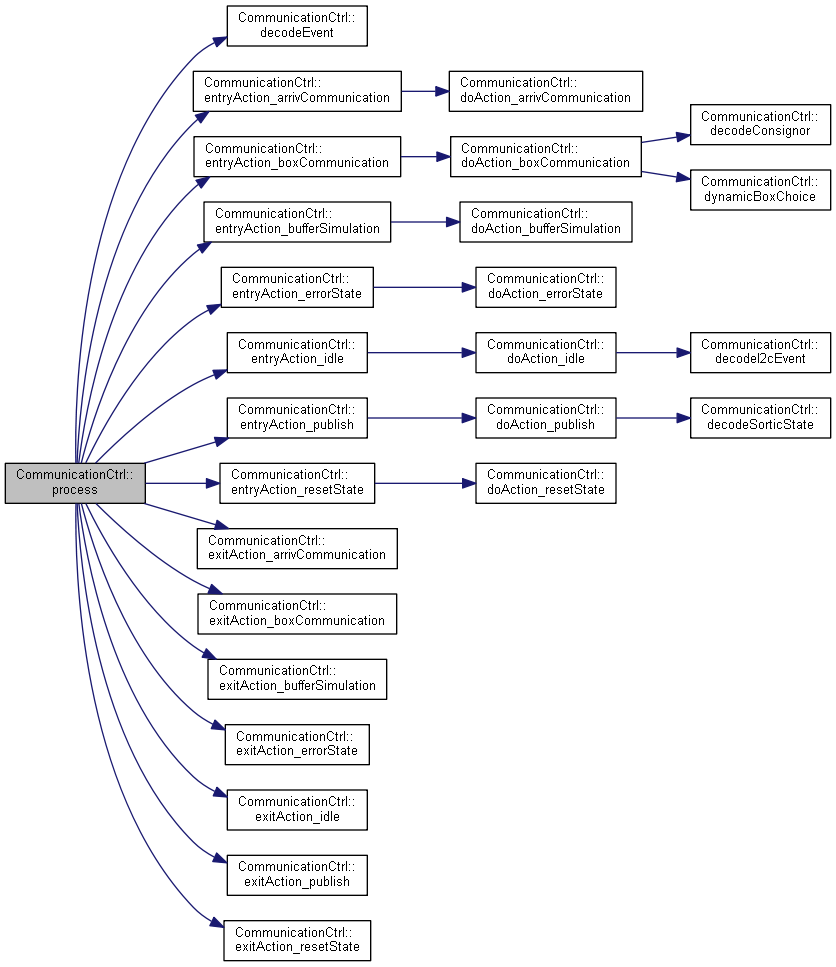 CommunicationCtrl::
decodeEvent
CommunicationCtrl::
entryAction_arrivCommunication
CommunicationCtrl::
doAction_arrivCommunication
CommunicationCtrl::
entryAction_boxCommunication
CommunicationCtrl::
doAction_boxCommunication
CommunicationCtrl::
decodeConsignor
CommunicationCtrl::
dynamicBoxChoice
CommunicationCtrl::
entryAction_bufferSimulation
CommunicationCtrl::
doAction_bufferSimulation
CommunicationCtrl::
entryAction_errorState
CommunicationCtrl::
doAction_errorState
CommunicationCtrl::
entryAction_idle
CommunicationCtrl::
doAction_idle
CommunicationCtrl::
decodeI2cEvent
CommunicationCtrl::
entryAction_publish
CommunicationCtrl::
doAction_publish
CommunicationCtrl::
decodeSorticState
CommunicationCtrl::
process
CommunicationCtrl::
entryAction_resetState
CommunicationCtrl::
doAction_resetState
CommunicationCtrl::
exitAction_arrivCommunication
CommunicationCtrl::
exitAction_boxCommunication
CommunicationCtrl::
exitAction_bufferSimulation
CommunicationCtrl::
exitAction_errorState
CommunicationCtrl::
exitAction_idle
CommunicationCtrl::
exitAction_publish
CommunicationCtrl::
exitAction_resetState